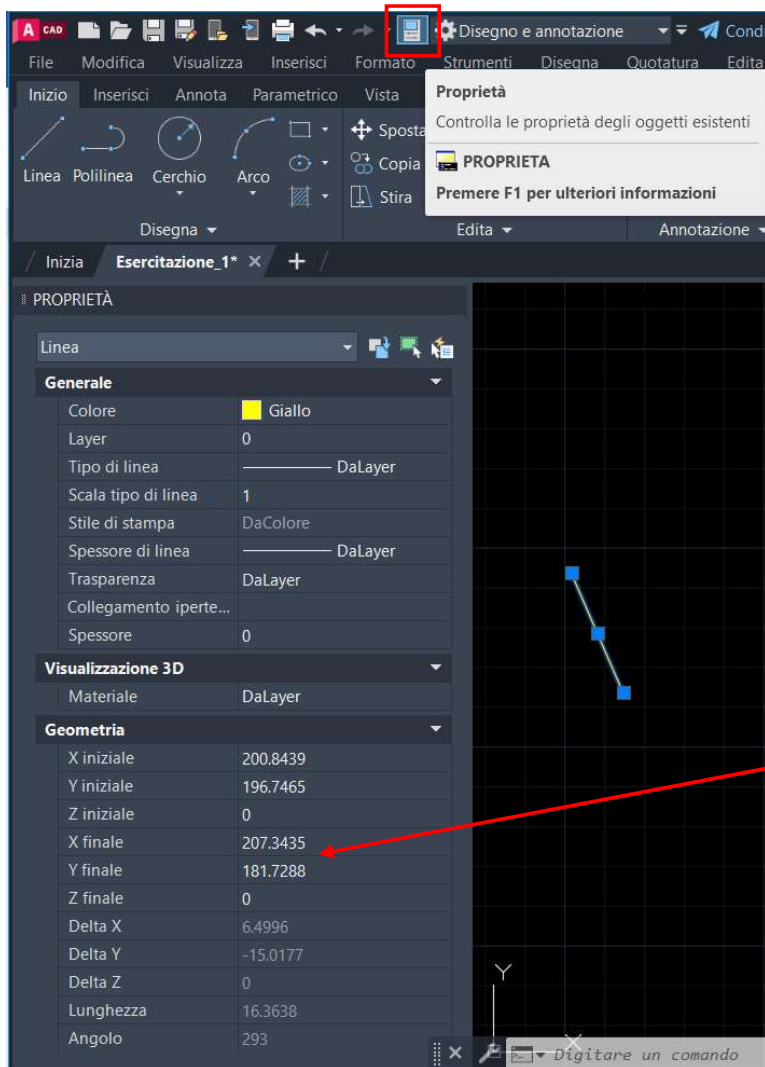 A CAD Disegno e annotazione Condi
File Modifica Visualizza Inserisci Formato Strumenti Disegna Quotatura Edita
Inizio Inserisci Annota Parametrico Vista
Proprietà
Controlla le proprietà degli oggetti esistenti
PROPRIETA
Premere F1 per ulteriori informazioni
Sposta
Copia
Stira
Linea Polilinea Cerchio Arco
Disegna Edita Annotazione
Inizia Esercitazione_1* +
PROPRIETÀ
Linea
Generale
Colore Giallo
Layer 0
Tipo di linea DaLayer
Scala tipo di linea 1
Stile di stampa DaColore
Spessore di linea DaLayer
Trasparenza DaLayer
Collegamento iperte...
Spessore 0
Visualizzazione 3D
Materiale DaLayer
Geometria
X iniziale 200.8439
Y iniziale 196.7465
Z iniziale 0
X finale 207.3435
Y finale 181.7288
Z finale 0
Delta X 6.4996
Delta Y -15.0177
Delta Z 0
Lunghezza 16.3638
Angolo 293
Y
X
Digitare un comando